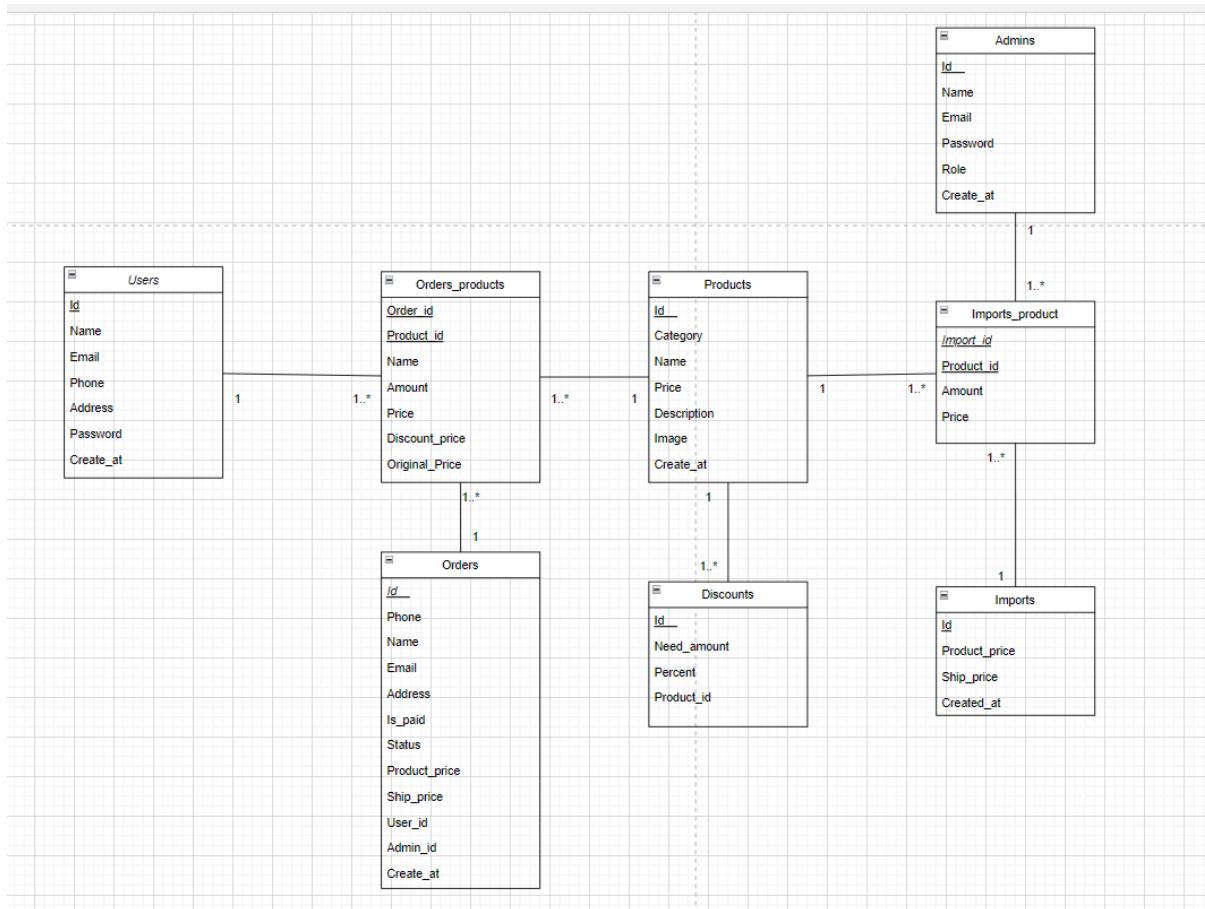 Admins
Id
Name
Email
Password
Role
Create_at
1
1..*
Users
Id
Name
Email
Phone
Address
Password
Create_at
1
1..*
Orders_products
Order_id
Product_id
Name
Amount
Price
Discount_price
Original_Price
1..*
1
1..*
1
Products
Id
Category
Name
Price
Description
Image
Create_at
1
1..*
1
1..*
Imports_product
Import_id
Product_id
Amount
Price
1..*
1
Orders
Id
Phone
Name
Email
Address
Is_paid
Status
Product_price
Ship_price
User_id
Admin_id
Create_at
Discounts
Id
Need_amount
Percent
Product_id
Imports
Id
Product_price
Ship_price
Created_at